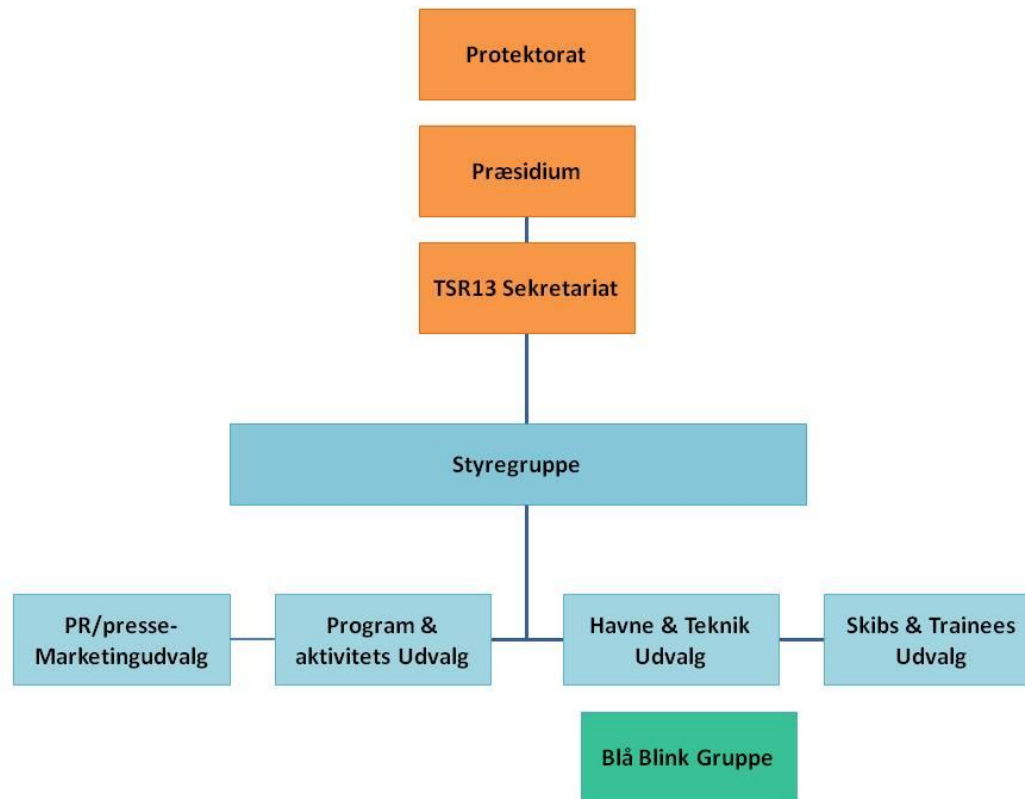 Protektorat
Præsidium
TSR13 Sekretariat
Styregruppe
PR/presse-
Marketingudvalg
Program &
aktivitets Udvalg
Havne & Teknik
Udvalg
Skibs & Trainees
Udvalg
Blå Blink Gruppe